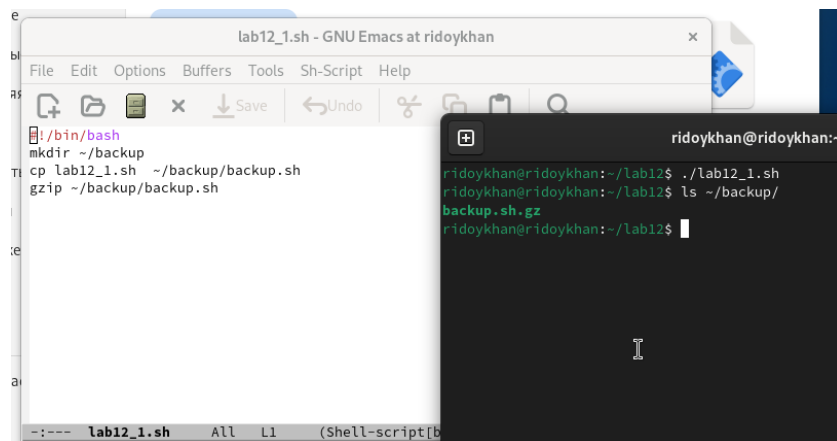 lab12_1.sh - GNU Emacs at ridoykhan
File Edit Options Buffers Tools Sh-Script Help
Save Undo
#!/bin/bash
mkdir ~/backup
cp lab12_1.sh  ~/backup/backup.sh
gzip ~/backup/backup.sh
-:--- lab12_1.sh All L1 (Shell-script[b
ridoykhan@ridoykhan:~
ridoykhan@ridoykhan:~/lab12$ ./lab12_1.sh
ridoykhan@ridoykhan:~/lab12$ ls ~/backup/
backup.sh.gz
ridoykhan@ridoykhan:~/lab12$